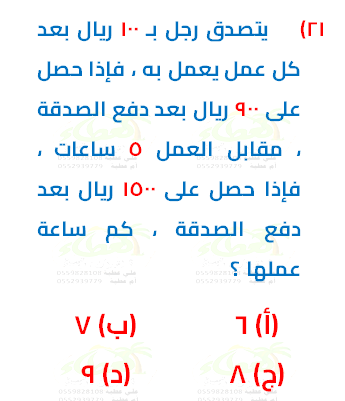 ٢١) يتصدق رجل بـ ١٠٠ ريال بعد
كل عمل يعمل به ، فإذا حصل
على ٩٠٠ ريال بعد دفع الصدقة
، مقابل العمل ٥ ساعات ،
فإذا حصل على ١٥٠٠ ريال بعد
دفع الصدقة ، كم ساعة
عملها ؟
(أ) ٦ (ب) ٧
(ج) ٨ (د) ٩